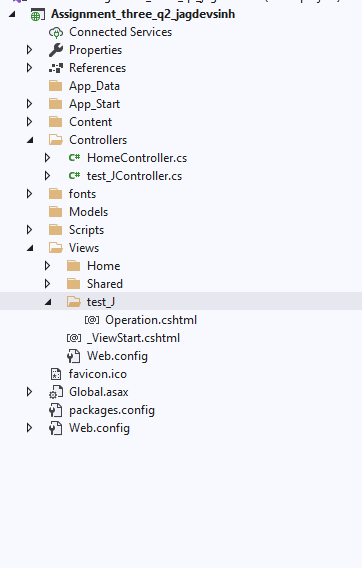 Assignment_three_q2_jagdevsinh
Connected Services
Properties
References
App_Data
App_Start
Content
Controllers
C# HomeController.cs
C# test_JController.cs
fonts
Models
Scripts
Views
Home
Shared
test_J
[@] Operation.cshtml
[@] _ViewStart.cshtml
Web.config
favicon.ico
Global.asax
packages.config
Web.config